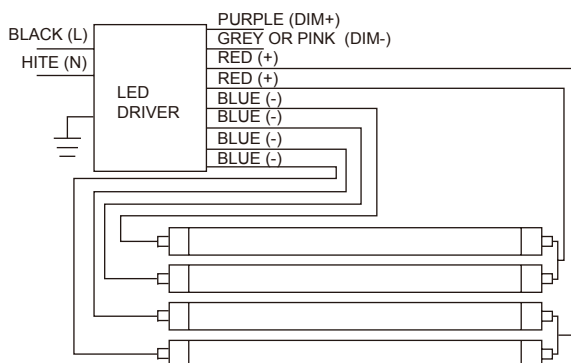 PURPLE (DIM+)
BLACK (L)
GREY OR PINK (DIM-)
HITE (N)
RED (+)
RED (+)
LED
DRIVER
BLUE (-)
BLUE (-)
BLUE (-)
BLUE (-)